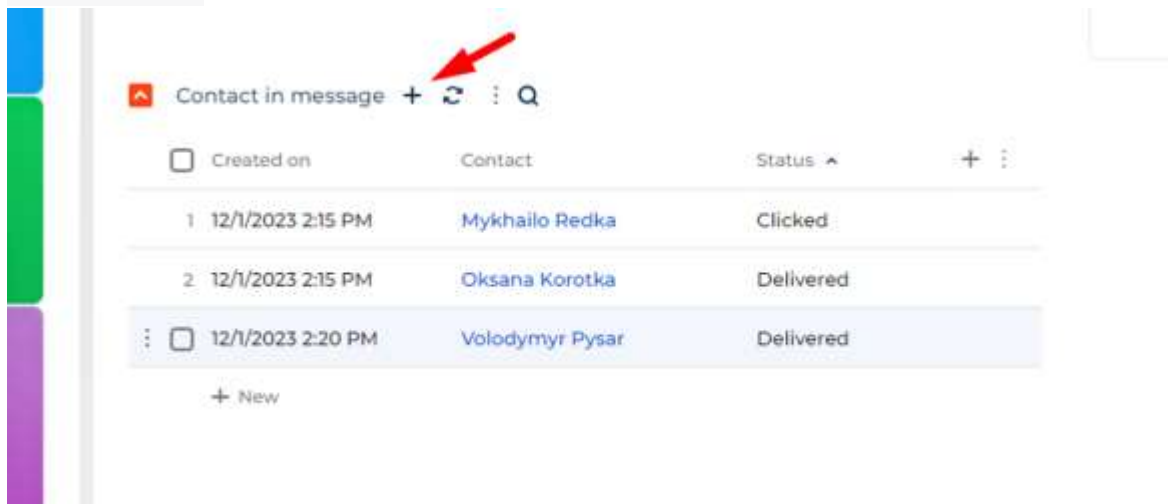 Contact in message
Created on Contact Status
1 12/1/2023 2:15 PM Mykhailo Redka Clicked
2 12/1/2023 2:15 PM Oksana Korotka Delivered
12/1/2023 2:20 PM Volodymyr Pysar Delivered
+ New